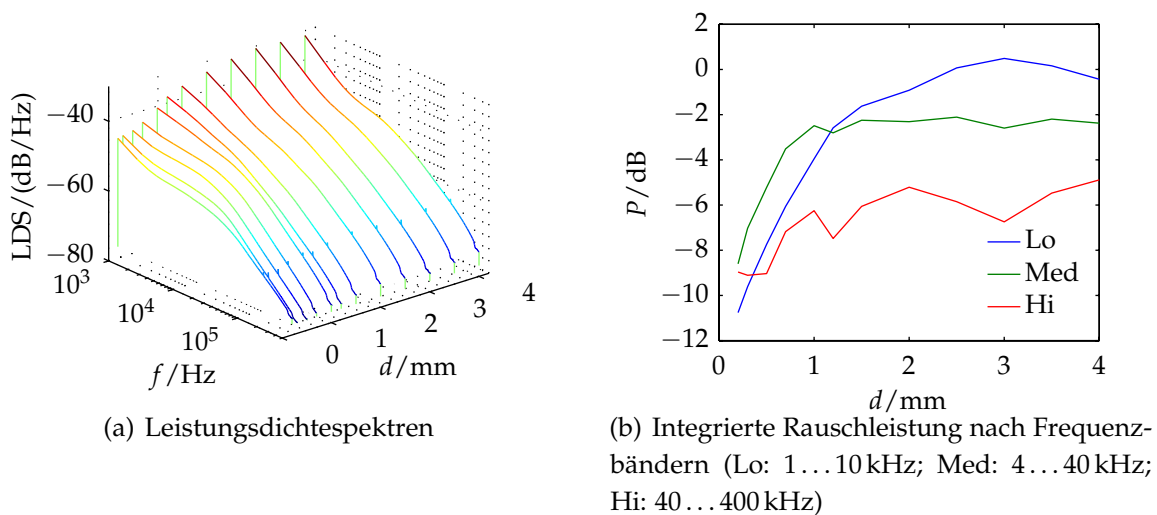 −40
−60
−80
LDS/(dB/Hz)
10³
10⁴
10⁵
f/Hz
0
1
2
3
4
d/mm
(a) Leistungsdichtespektren
2
0
−2
−4
−6
−8
−10
−12
P/dB
Lo
Med
Hi
0
1
2
3
4
d/mm
(b) Integrierte Rauschleistung nach Frequenz-
bändern (Lo: 1…10 kHz; Med: 4…40 kHz;
Hi: 40…400 kHz)